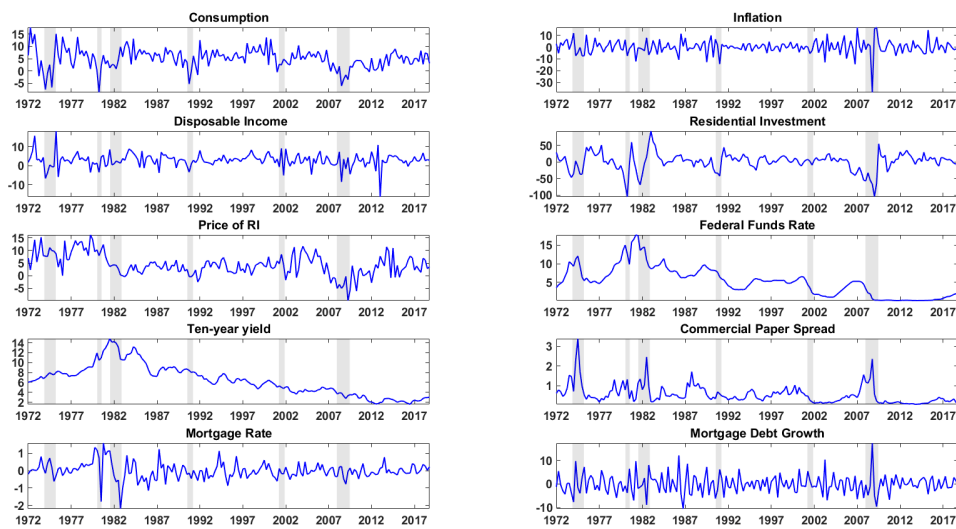 Consumption
15
10
5
0
-5
1972 1977 1982 1987 1992 1997 2002 2007 2012 2017
Inflation
10
0
-10
-20
-30
1972 1977 1982 1987 1992 1997 2002 2007 2012 2017
Disposable Income
10
0
-10
1972 1977 1982 1987 1992 1997 2002 2007 2012 2017
Residential Investment
50
0
-50
-100
1972 1977 1982 1987 1992 1997 2002 2007 2012 2017
Price of RI
15
10
5
0
-5
1972 1977 1982 1987 1992 1997 2002 2007 2012 2017
Federal Funds Rate
15
10
5
1972 1977 1982 1987 1992 1997 2002 2007 2012 2017
Ten-year yield
14
12
10
8
6
4
2
1972 1977 1982 1987 1992 1997 2002 2007 2012 2017
Commercial Paper Spread
3
2
1
1972 1977 1982 1987 1992 1997 2002 2007 2012 2017
Mortgage Rate
1
0
-1
-2
1972 1977 1982 1987 1992 1997 2002 2007 2012 2017
Mortgage Debt Growth
10
0
-10
1972 1977 1982 1987 1992 1997 2002 2007 2012 2017